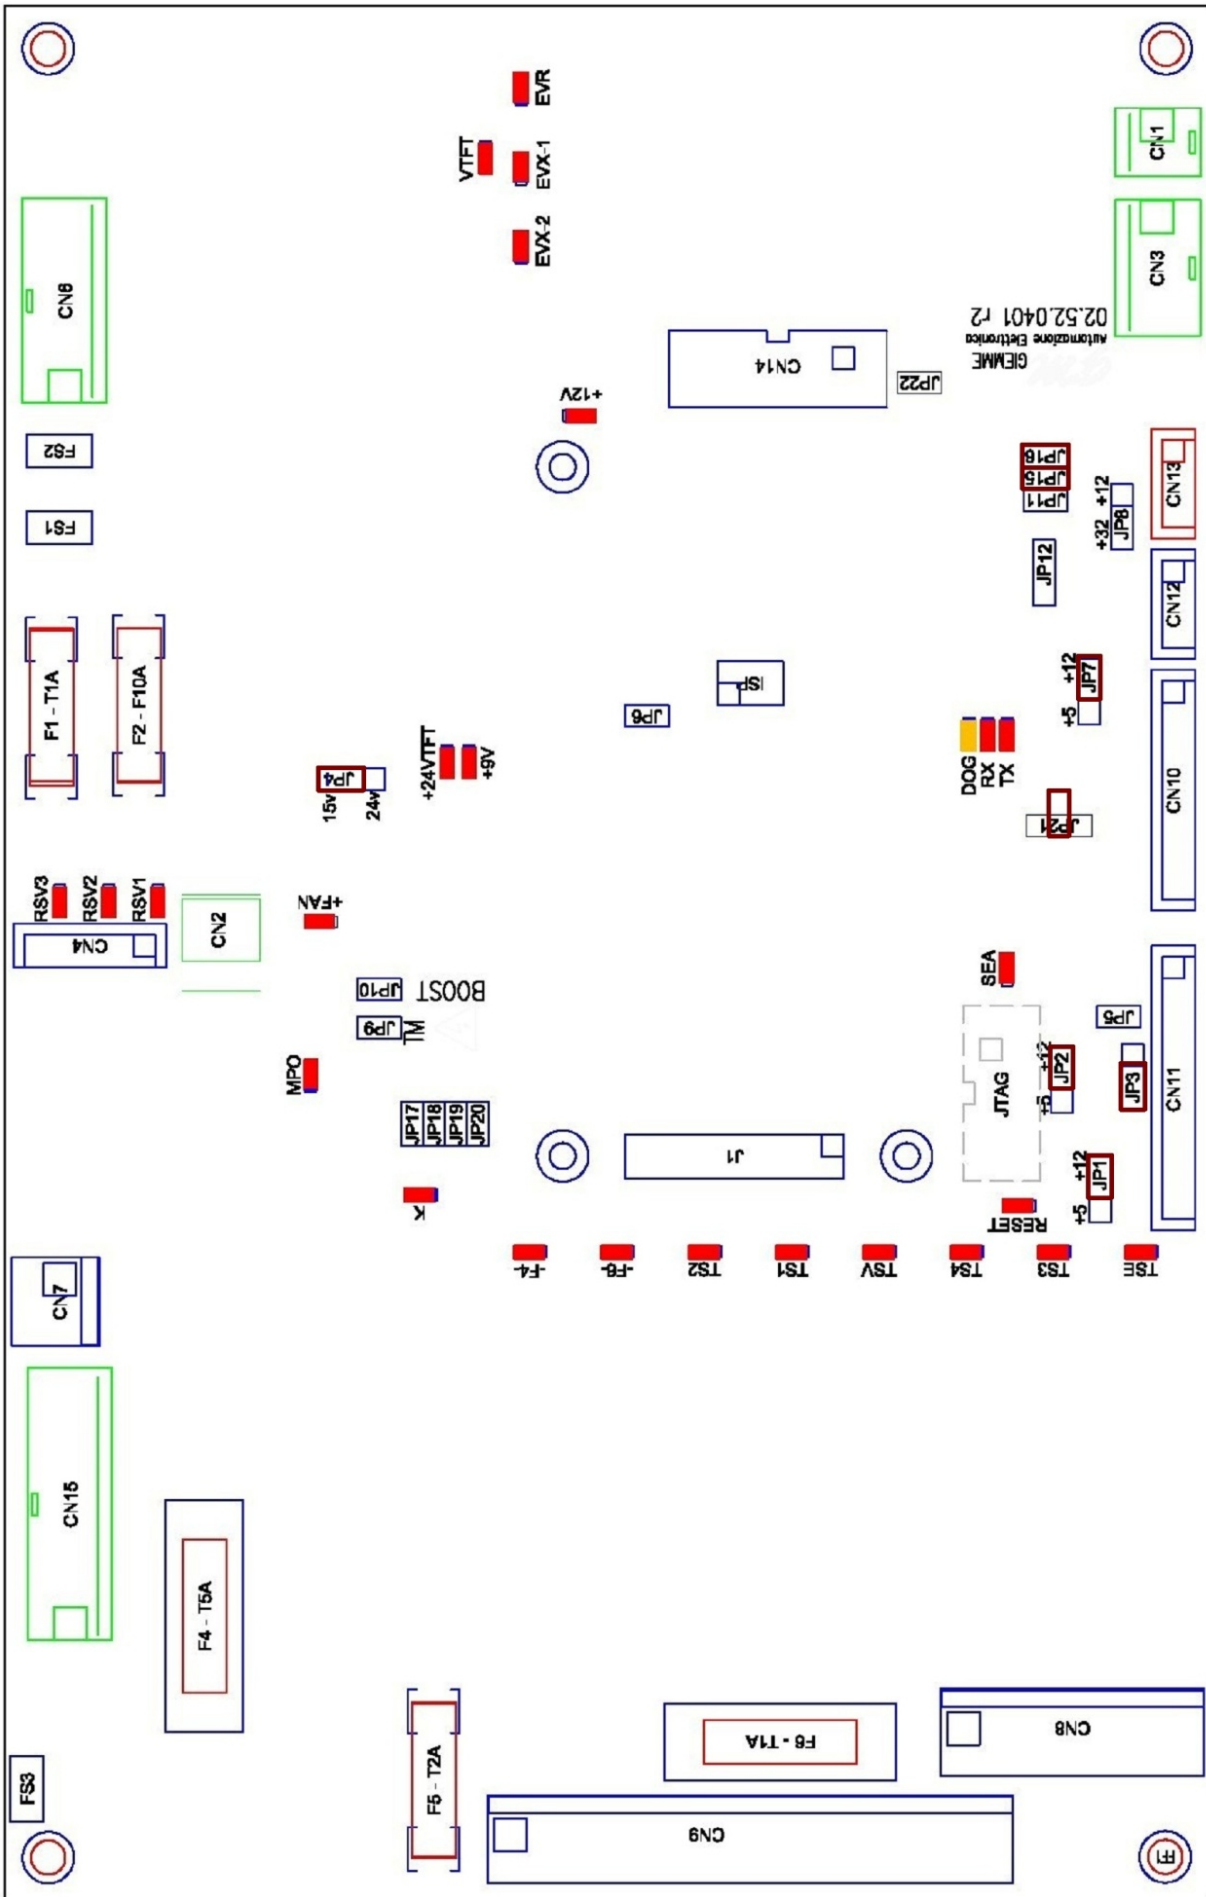 EVR
VTFT
EVX-1
CN1
EVX-2
CN6
CN3
02.52.0401 r2
Automazione Elettronica
GIEMME
CN14
JP22
+12V
FS2
JP16
JP15
JP11
+12
CN13
FS1
+32
JP8
JP12
CN12
F1 - T1A
F2 - F10A
ISP
+12
JP7
JP6
+5
+24VTFT
+9V
15v
JP4
24v
DOG
RX
TX
CN10
JP21
RSV3
RSV2
RSV1
+FAN
CN4
CN2
SEA
JP10
BOOST
JP9
TM
JP5
MPO
+12
JP2
JTAG
+5
JP3
CN11
JP17
JP18
JP19
JP20
J1
+12
JP1
+5
K
RESET
-F4-
-F6-
TS2
TS1
TSV
TS4
TS3
TSE
CN7
CN15
F4 - T5A
F5 - T2A
F6 - T1A
CN8
FS3
CN9
FF1